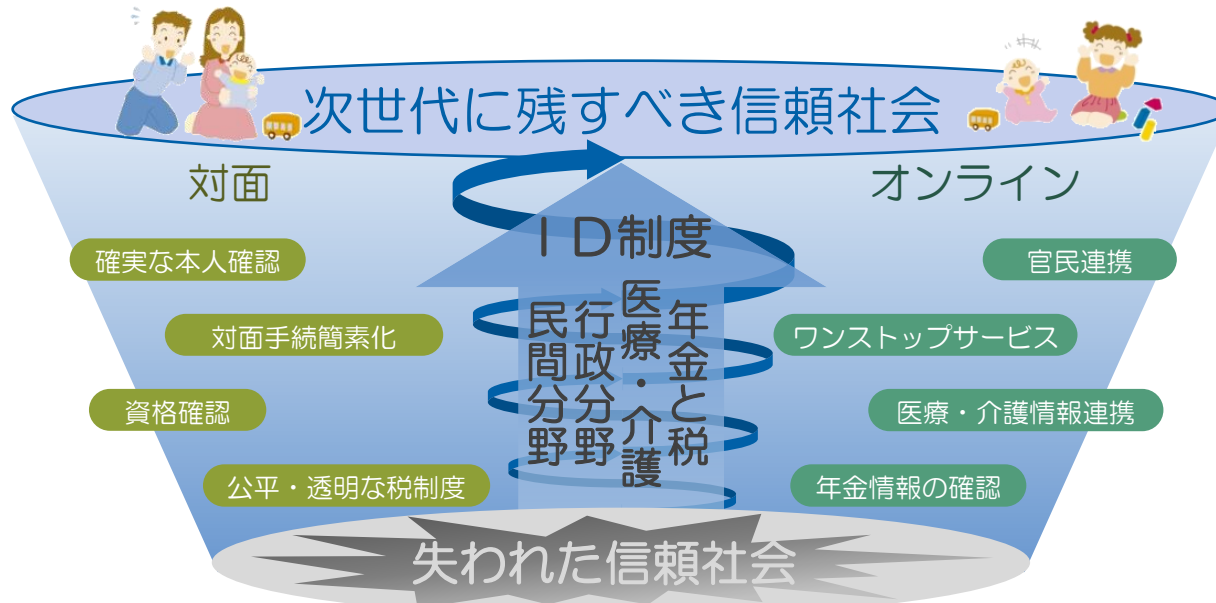 次世代に残すべき信頼社会
対面
オンライン
ID制度
年金と税
医療・介護
行政分野
民間分野
確実な本人確認
対面手続簡素化
資格確認
公平・透明な税制度
官民連携
ワンストップサービス
医療・介護情報連携
年金情報の確認
失われた信頼社会